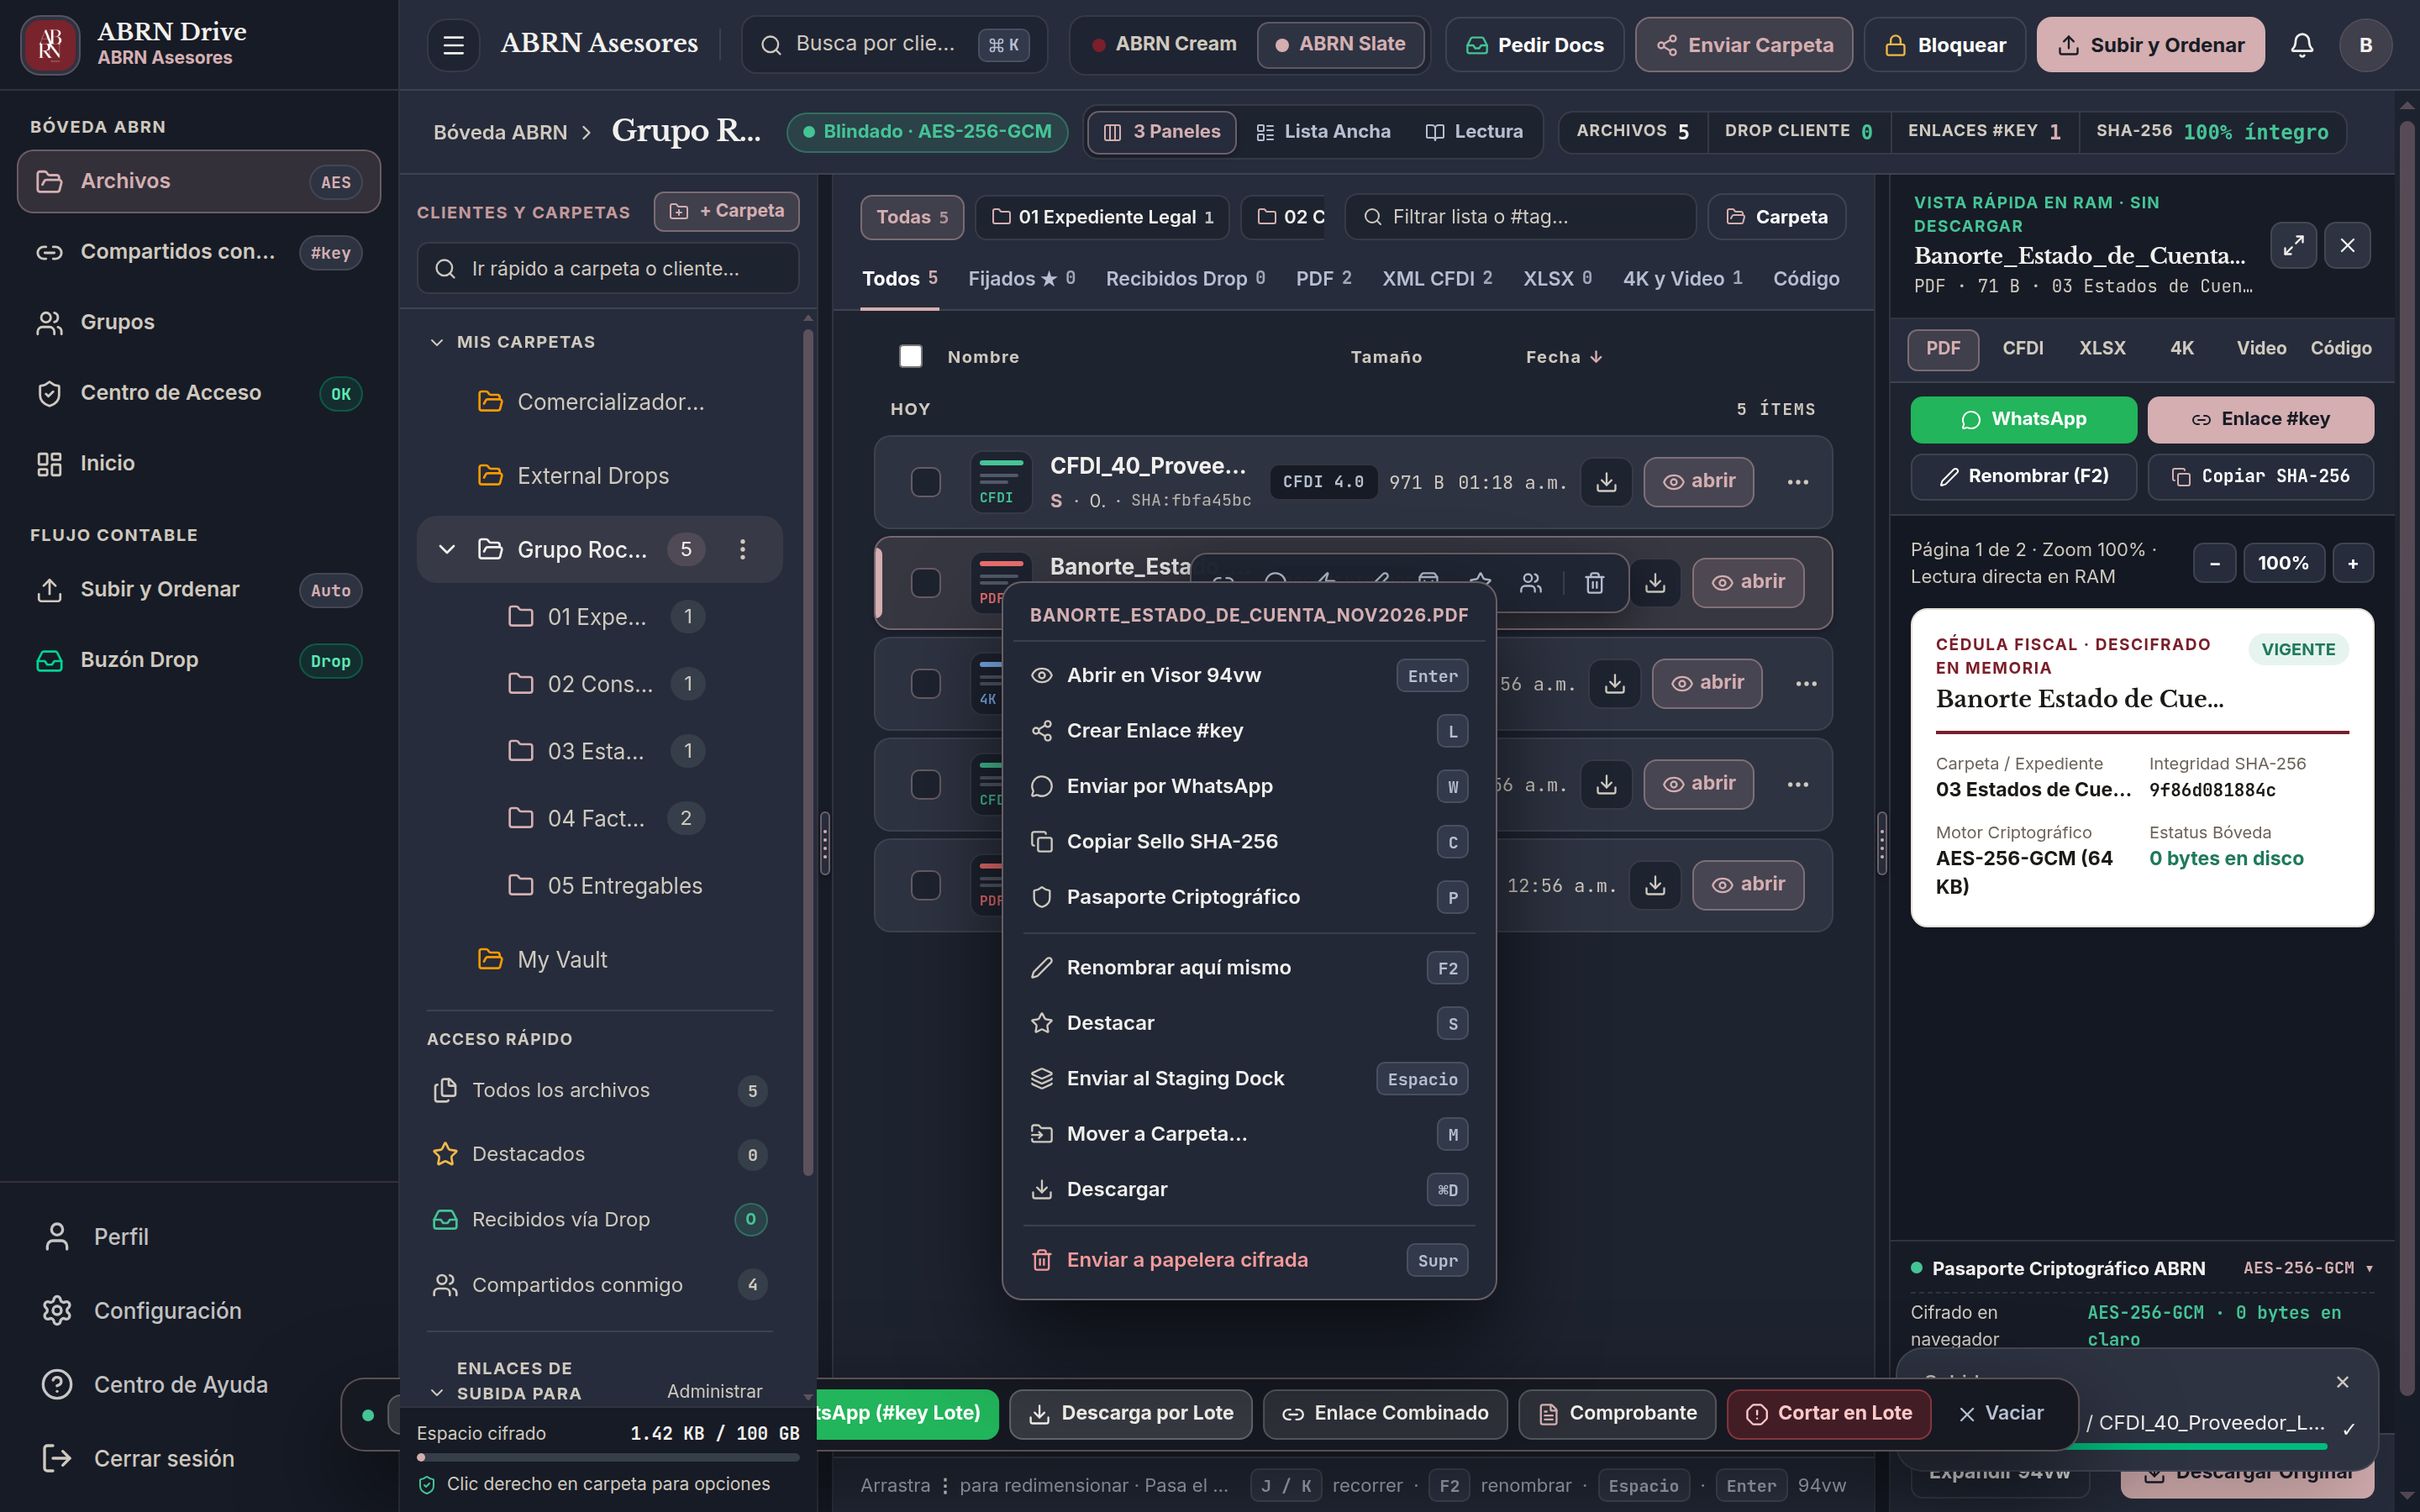 ABRN Drive
ABRN Asesores
BÓVEDA ABRN
Archivos AES
Compartidos con... #key
Grupos
Centro de Acceso OK
Inicio
FLUJO CONTABLE
Subir y Ordenar Auto
Buzón Drop Drop
Perfil
Configuración
Centro de Ayuda
Cerrar sesión
ABRN Asesores
Busca por clie... ⌘ K
ABRN Cream ABRN Slate
Pedir Docs
Enviar Carpeta
Bloquear
Subir y Ordenar
B
Bóveda ABRN > Grupo R...
Blindado · AES-256-GCM
3 Paneles Lista Ancha Lectura
ARCHIVOS 5 DROP CLIENTE 0 ENLACES #KEY 1 SHA-256 100% íntegro
CLIENTES Y CARPETAS + Carpeta
Ir rápido a carpeta o cliente...
MIS CARPETAS
Comercializador...
External Drops
Grupo Roc... 5
01 Expe... 1
02 Cons... 1
03 Esta... 1
04 Fact... 2
05 Entregables
My Vault
ACCESO RÁPIDO
Todos los archivos 5
Destacados 0
Recibidos vía Drop 0
Compartidos conmigo 4
ENLACES DE
SUBIDA PARA Administrar
Espacio cifrado 1.42 KB / 100 GB
Clic derecho en carpeta para opciones
Todas 5 01 Expediente Legal 1 02 C
Filtrar lista o #tag... Carpeta
Todos 5 Fijados ★ 0 Recibidos Drop 0 PDF 2 XML CFDI 2 XLSX 0 4K y Video 1 Código
Nombre Tamaño Fecha ↓
HOY 5 ÍTEMS
CFDI CFDI_40_Provee... CFDI 4.0 971 B 01:18 a.m. abrir
S · 0. · SHA:fbfa45bc
Banorte_Esta abrir
PDF
BANORTE_ESTADO_DE_CUENTA_NOV2026.PDF
Abrir en Visor 94vw Enter
Crear Enlace #key L
Enviar por WhatsApp W
Copiar Sello SHA-256 C
Pasaporte Criptográfico P
Renombrar aquí mismo F2
Destacar S
Enviar al Staging Dock Espacio
Mover a Carpeta... M
Descargar ⌘D
Enviar a papelera cifrada Supr
4K 56 a.m. abrir
CFD 56 a.m. abrir
PDF 12:56 a.m. abrir
sApp (#key Lote) Descarga por Lote Enlace Combinado Comprobante Cortar en Lote Vaciar
Arrastra ⋮ para redimensionar · Pasa el ... J / K recorrer · F2 renombrar · Espacio · Enter 94vw
VISTA RÁPIDA EN RAM · SIN
DESCARGAR
Banorte_Estado_de_Cuenta...
PDF · 71 B · 03 Estados de Cuen...
PDF CFDI XLSX 4K Video Código
WhatsApp Enlace #key
Renombrar (F2) Copiar SHA-256
Página 1 de 2 · Zoom 100% ·
Lectura directa en RAM
− 100% +
CÉDULA FISCAL · DESCIFRADO
EN MEMORIA
VIGENTE
Banorte Estado de Cue...
Carpeta / Expediente Integridad SHA-256
03 Estados de Cue... 9f86d081884c
Motor Criptográfico Estatus Bóveda
AES-256-GCM (64
KB)
0 bytes en disco
Pasaporte Criptográfico ABRN AES-256-GCM ▾
Cifrado en
navegador
AES-256-GCM · 0 bytes en
claro
/ CFDI_40_Proveedor_L... ✓
Expandir 94vw Descargar Original